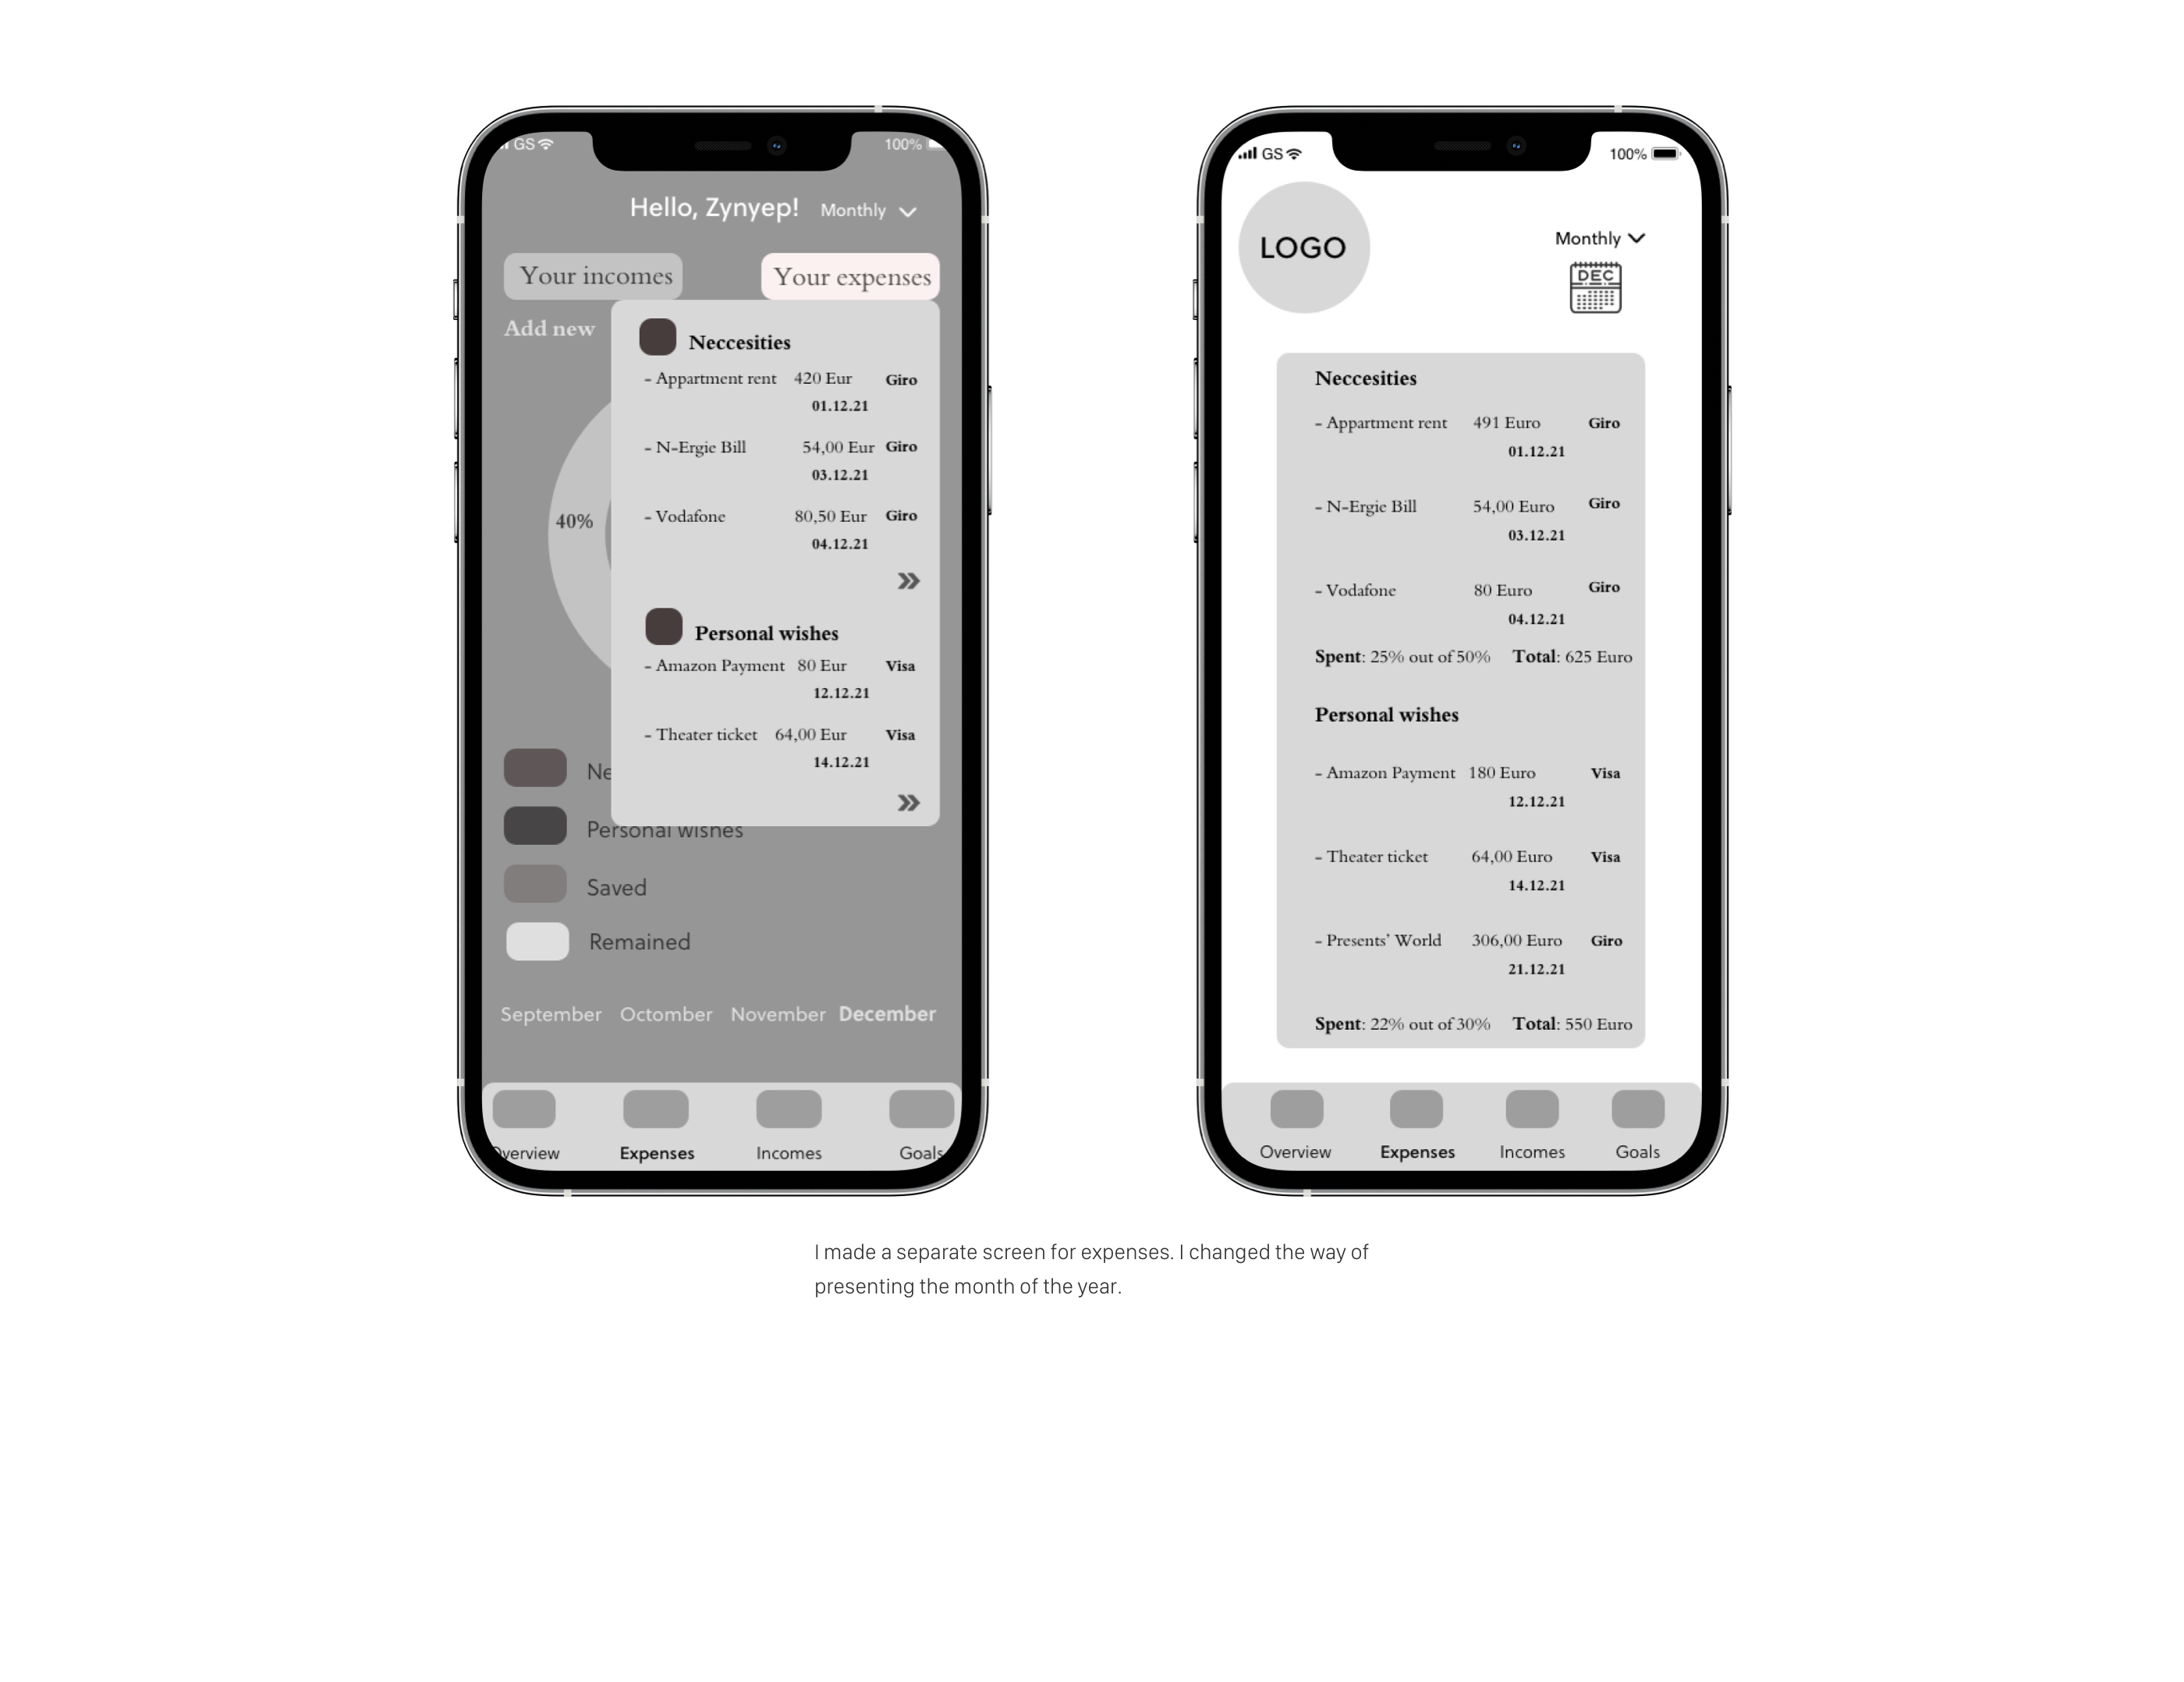 GS 100%
Hello, Zynyep! Monthly
Your incomes Your expenses
Add new
Neccesities
- Appartment rent 420 Eur Giro
01.12.21
- N-Ergie Bill 54,00 Eur Giro
03.12.21
40%
- Vodafone 80,50 Eur Giro
04.12.21
Personal wishes
- Amazon Payment 80 Eur Visa
12.12.21
- Theater ticket 64,00 Eur Visa
14.12.21
Ne
Personal wishes
Saved
Remained
September Octomber November December
Overview Expenses Incomes Goals
GS 100%
LOGO
Monthly
DEC
Neccesities
- Appartment rent 491 Euro Giro
01.12.21
- N-Ergie Bill 54,00 Euro Giro
03.12.21
- Vodafone 80 Euro Giro
04.12.21
Spent: 25% out of 50% Total: 625 Euro
Personal wishes
- Amazon Payment 180 Euro Visa
12.12.21
- Theater ticket 64,00 Euro Visa
14.12.21
- Presents' World 306,00 Euro Giro
21.12.21
Spent: 22% out of 30% Total: 550 Euro
Overview Expenses Incomes Goals
I made a separate screen for expenses. I changed the way of
presenting the month of the year.